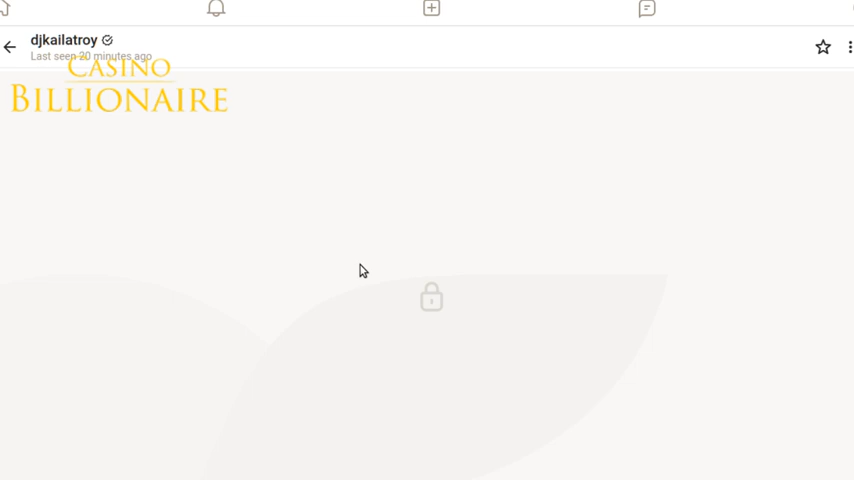 djkailatroy
Last seen 20 minutes ago
CASINO
BILLIONAIRE